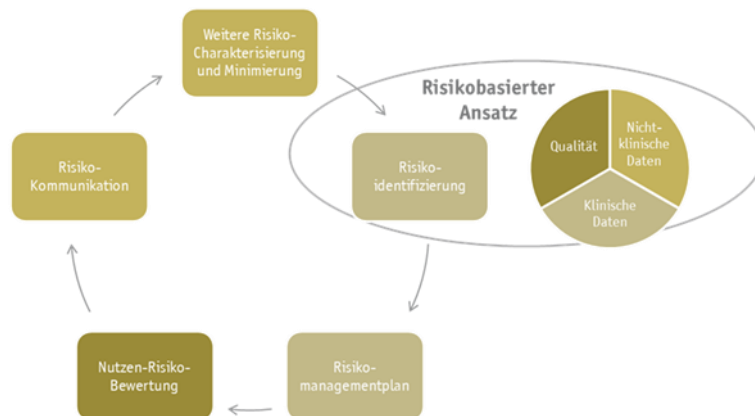 Weitere Risiko-
Charakterisierung
und Minimierung
Risikobasierter
Ansatz
Qualität
Nicht-
klinische
Daten
Klinische
Daten
Risiko-
identifizierung
Risiko-
Kommunikation
Nutzen-Risiko-
Bewertung
Risiko-
managementplan